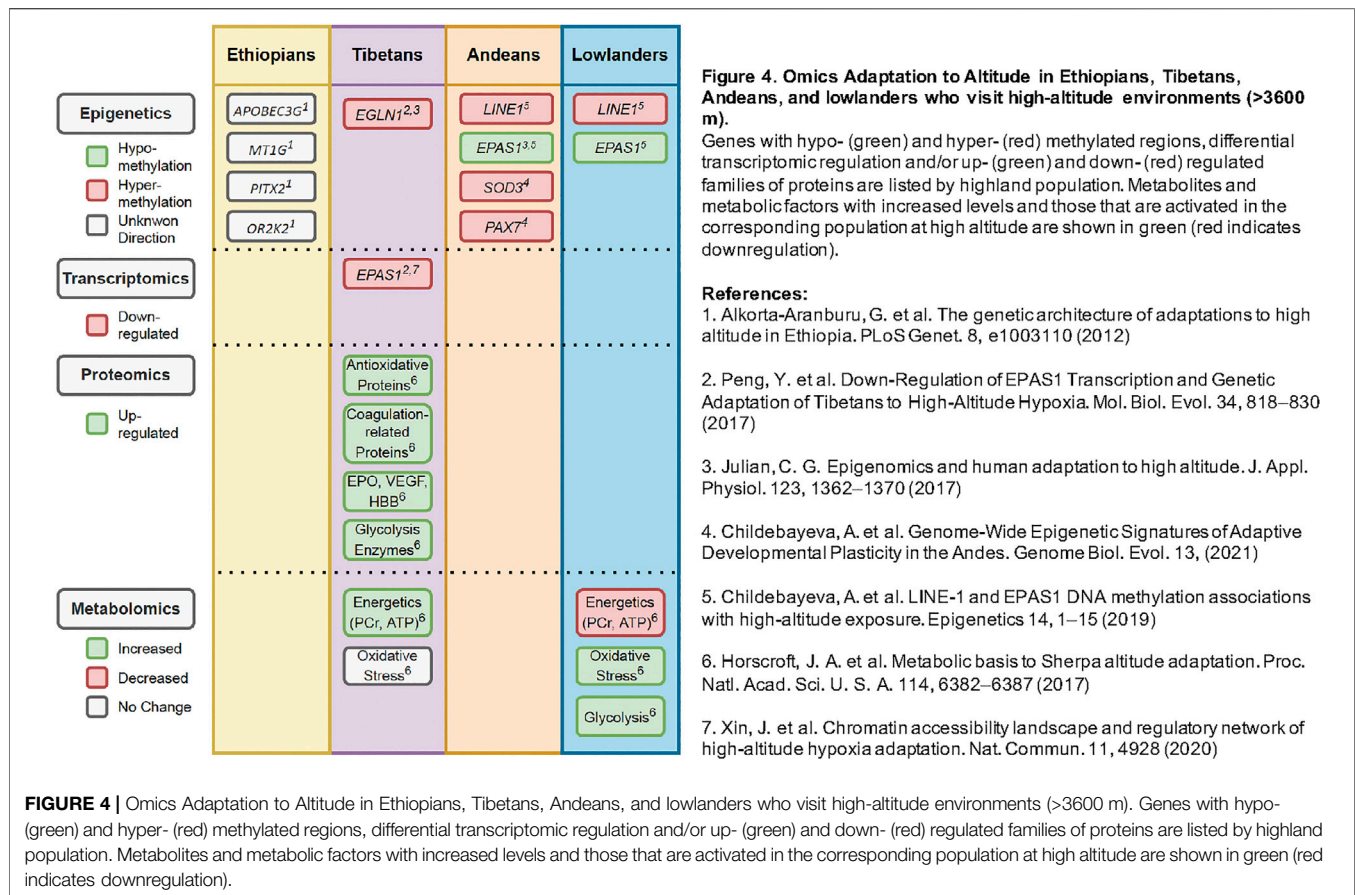 Ethiopians
Tibetans
Andeans
Lowlanders
Epigenetics
Hypo-
methylation
Hyper-
methylation
Unknwon
Direction
APOBEC3G1
MT1G1
PITX21
OR2K21
EGLN12,3
LINE15
EPAS13,5
SOD34
PAX74
LINE15
EPAS15
Transcriptomics
Down-
regulated
EPAS12,7
Proteomics
Up-
regulated
Antioxidative
Proteins6
Coagulation-
related
Proteins6
EPO, VEGF,
HBB6
Glycolysis
Enzymes6
Metabolomics
Increased
Decreased
No Change
Energetics
(PCr, ATP)6
Oxidative
Stress6
Energetics
(PCr, ATP)6
Oxidative
Stress6
Glycolysis6
Figure 4. Omics Adaptation to Altitude in Ethiopians, Tibetans,
Andeans, and lowlanders who visit high-altitude environments (>3600
m).
Genes with hypo- (green) and hyper- (red) methylated regions, differential
transcriptomic regulation and/or up- (green) and down- (red) regulated
families of proteins are listed by highland population. Metabolites and
metabolic factors with increased levels and those that are activated in the
corresponding population at high altitude are shown in green (red indicates
downregulation).
References:
1. Alkorta-Aranburu, G. et al. The genetic architecture of adaptations to high
altitude in Ethiopia. PLoS Genet. 8, e1003110 (2012)
2. Peng, Y. et al. Down-Regulation of EPAS1 Transcription and Genetic
Adaptation of Tibetans to High-Altitude Hypoxia. Mol. Biol. Evol. 34, 818–830
(2017)
3. Julian, C. G. Epigenomics and human adaptation to high altitude. J. Appl.
Physiol. 123, 1362–1370 (2017)
4. Childebayeva, A. et al. Genome-Wide Epigenetic Signatures of Adaptive
Developmental Plasticity in the Andes. Genome Biol. Evol. 13, (2021)
5. Childebayeva, A. et al. LINE-1 and EPAS1 DNA methylation associations
with high-altitude exposure. Epigenetics 14, 1–15 (2019)
6. Horscroft, J. A. et al. Metabolic basis to Sherpa altitude adaptation. Proc.
Natl. Acad. Sci. U. S. A. 114, 6382–6387 (2017)
7. Xin, J. et al. Chromatin accessibility landscape and regulatory network of
high-altitude hypoxia adaptation. Nat. Commun. 11, 4928 (2020)
FIGURE 4 | Omics Adaptation to Altitude in Ethiopians, Tibetans, Andeans, and lowlanders who visit high-altitude environments (>3600 m). Genes with hypo-
(green) and hyper- (red) methylated regions, differential transcriptomic regulation and/or up- (green) and down- (red) regulated families of proteins are listed by highland
population. Metabolites and metabolic factors with increased levels and those that are activated in the corresponding population at high altitude are shown in green (red
indicates downregulation).